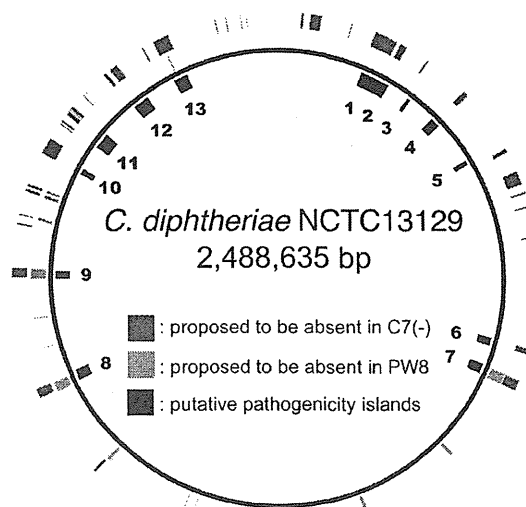 1
2
3
4
5
6
7
8
9
10
11
12
13
C. diphtheriae NCTC13129
2,488,635 bp
: proposed to be absent in C7(-)
: proposed to be absent in PW8
: putative pathogenicity islands